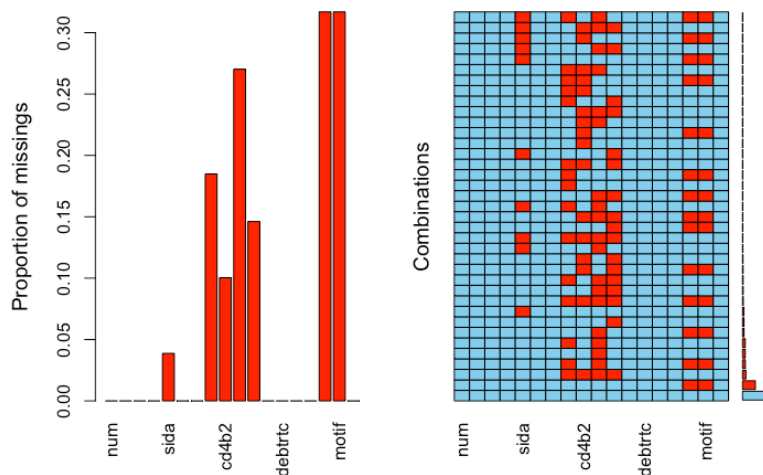 Proportion of missings
0.30
0.25
0.20
0.15
0.10
0.05
0.00
num
sida
cd4b2
debtrtc
motif
Combinations
num
sida
cd4b2
debtrtc
motif